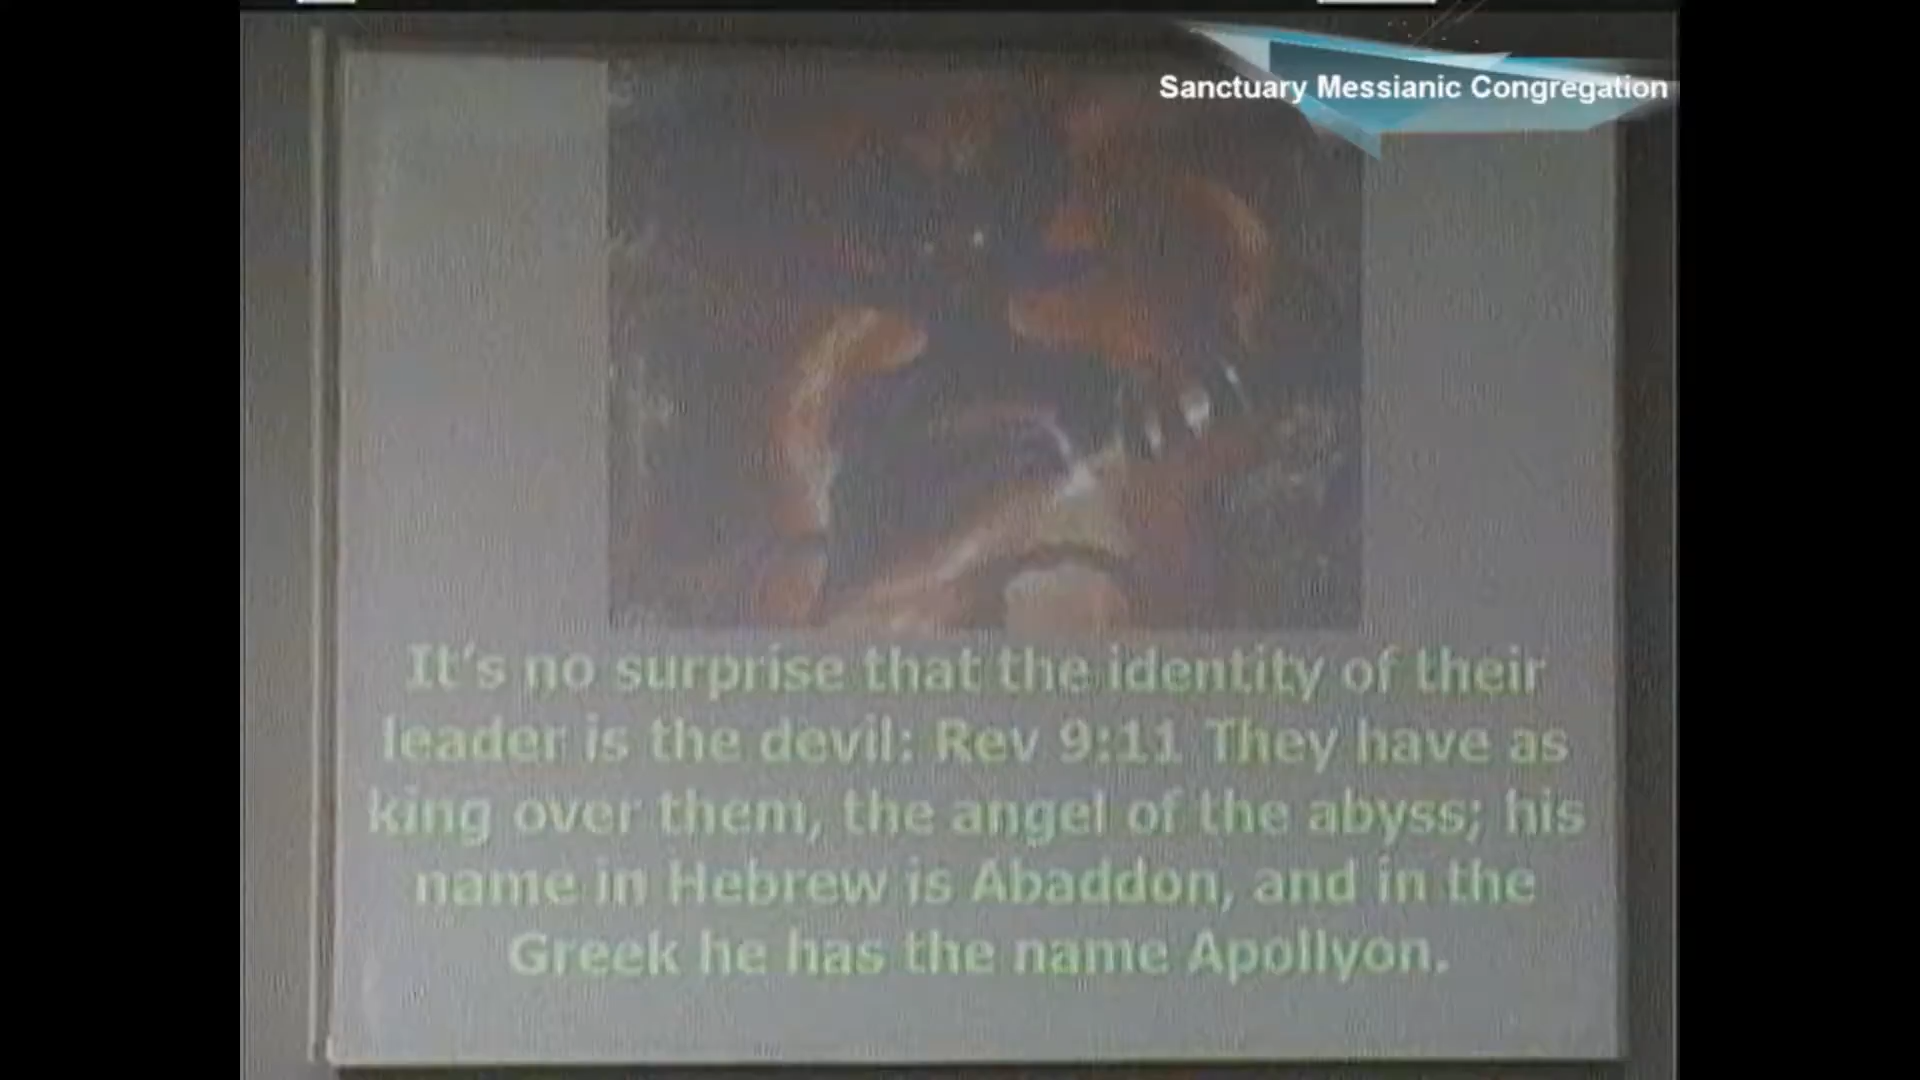 Sanctuary Messianic Congregation
It's no surprise that the identity of their
leader is the devil: Rev 9:11 They have as
king over them, the angel of the abyss; his
name in Hebrew is Abaddon, and in the
Greek he has the name Apollyon.